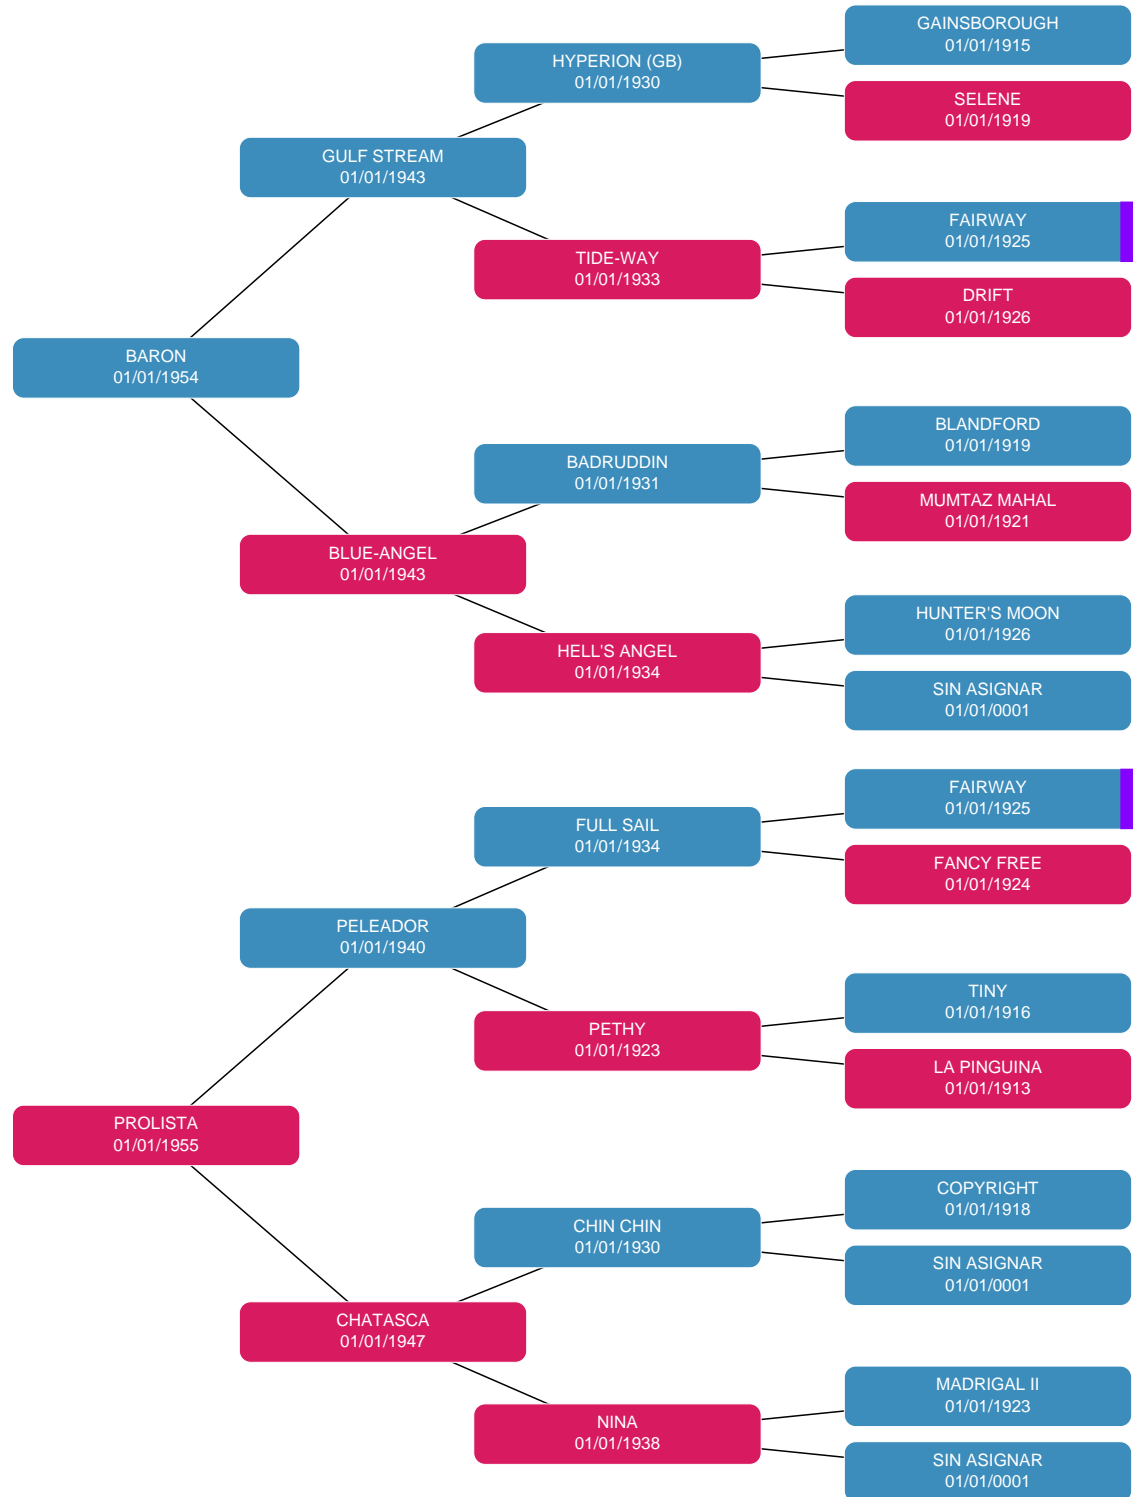 GAINSBOROUGH
01/01/1915
HYPERION (GB)
01/01/1930
SELENE
01/01/1919
GULF STREAM
01/01/1943
FAIRWAY
01/01/1925
TIDE-WAY
01/01/1933
DRIFT
01/01/1926
BARON
01/01/1954
BLANDFORD
01/01/1919
BADRUDDIN
01/01/1931
MUMTAZ MAHAL
01/01/1921
BLUE-ANGEL
01/01/1943
HUNTER'S MOON
01/01/1926
HELL'S ANGEL
01/01/1934
SIN ASIGNAR
01/01/0001
FAIRWAY
01/01/1925
FULL SAIL
01/01/1934
FANCY FREE
01/01/1924
PELEADOR
01/01/1940
TINY
01/01/1916
PETHY
01/01/1923
LA PINGUINA
01/01/1913
PROLISTA
01/01/1955
COPYRIGHT
01/01/1918
CHIN CHIN
01/01/1930
SIN ASIGNAR
01/01/0001
CHATASCA
01/01/1947
MADRIGAL II
01/01/1923
NINA
01/01/1938
SIN ASIGNAR
01/01/0001